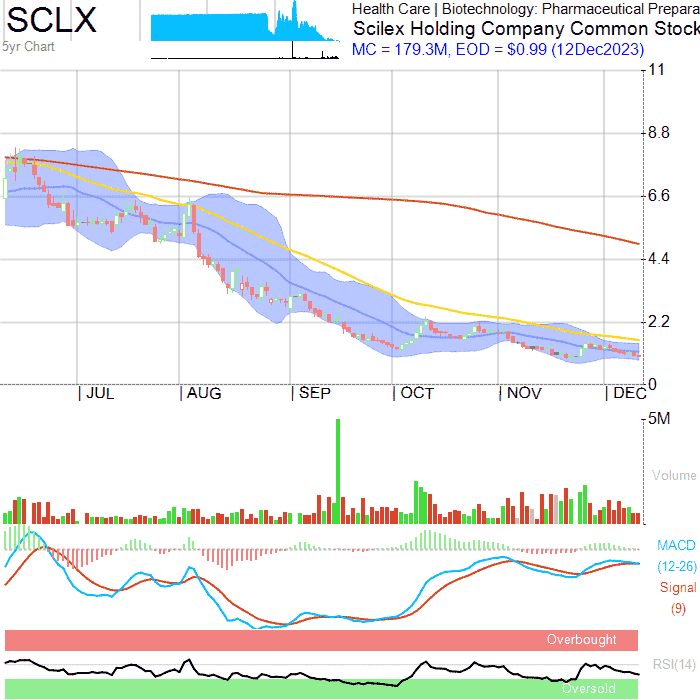 SCLX
5yr Chart
Health Care | Biotechnology: Pharmaceutical Prepara
Scilex Holding Company Common Stock
MC = 179.3M, EOD = $0.99 (12Dec2023)
11
8.8
6.6
4.4
2.2
0
JUL AUG SEP OCT NOV DEC
5M
Volume
MACD
(12-26)
Signal
(9)
Overbought
RSI(14)
Oversold